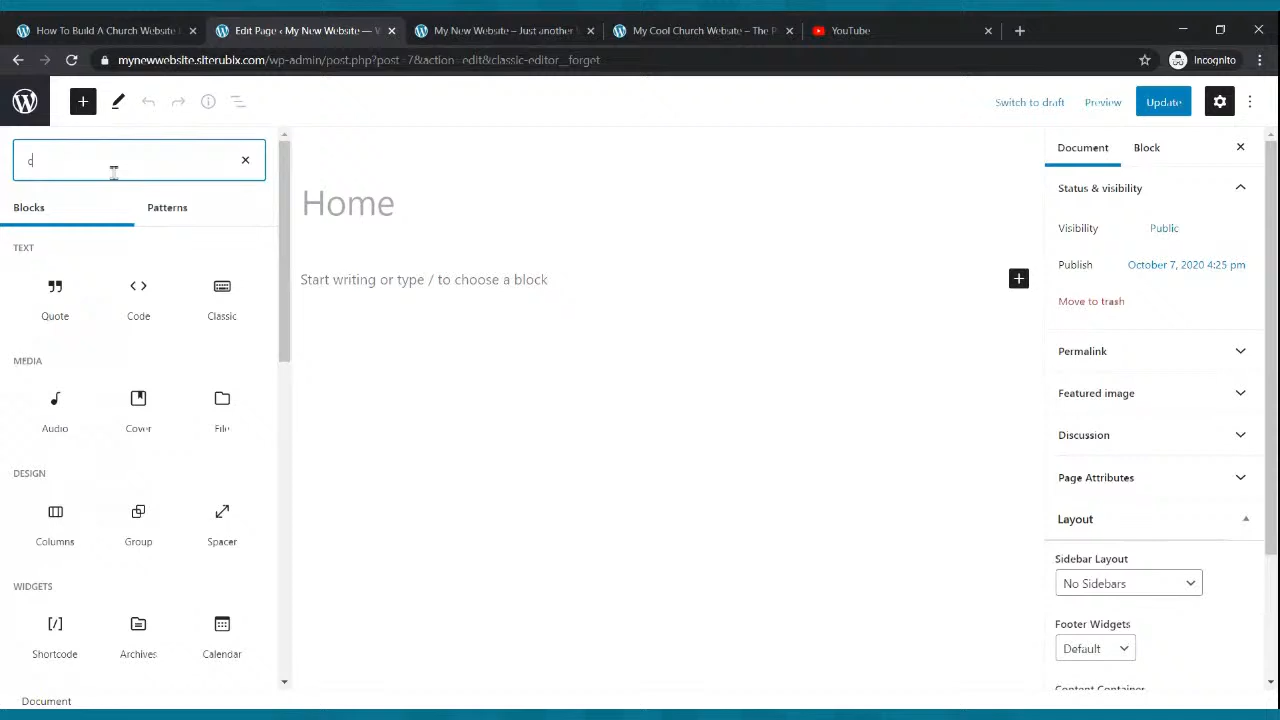 How To Build A Church Website
Edit Page ‹ My New Website —
My New Website – Just another
My Cool Church Website – The P
YouTube
mynewwebsite.siterubix.com/wp-admin/post.php?post=7&action=edit&classic-editor__forget
Incognito
Switch to draft
Preview
Update
c
Blocks
Patterns
TEXT
Quote
Code
Classic
MEDIA
Audio
Cover
File
DESIGN
Columns
Group
Spacer
WIDGETS
Shortcode
Archives
Calendar
Document
Home
Start writing or type / to choose a block
Document
Block
Status & visibility
Visibility
Public
Publish
October 7, 2020 4:25 pm
Move to trash
Permalink
Featured image
Discussion
Page Attributes
Layout
Sidebar Layout
No Sidebars
Footer Widgets
Default
Content Container